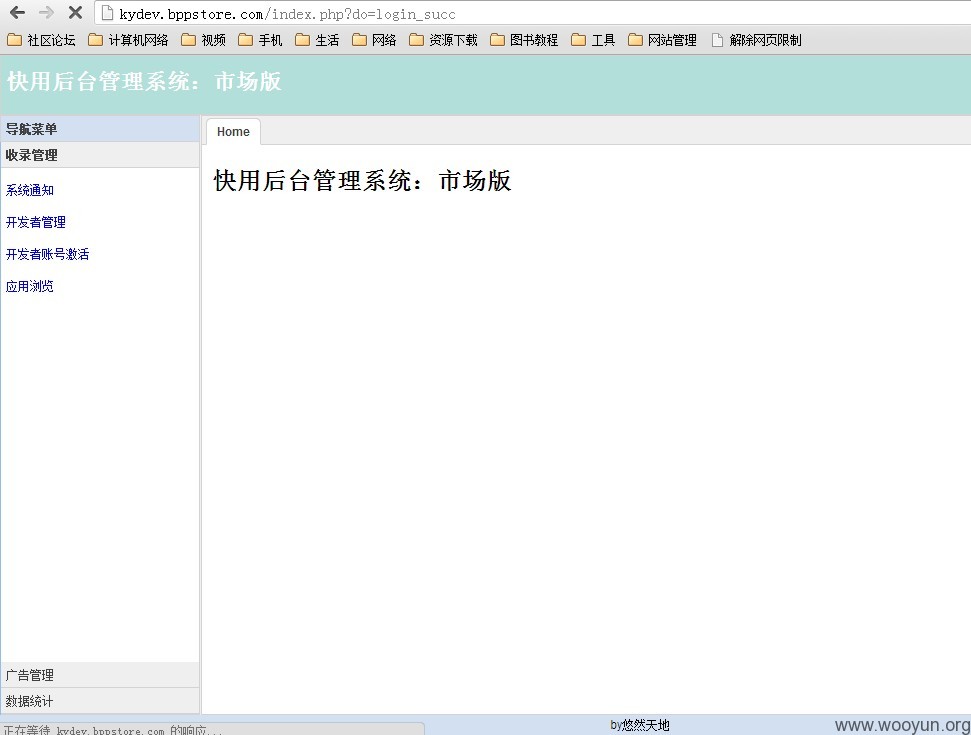 kydev.bppstore.com/index.php?do=login_succ
社区论坛 计算机网络 视频 手机 生活 网络 资源下载 图书教程 工具 网站管理 解除网页限制
快用后台管理系统：市场版
导航菜单
Home
收录管理
快用后台管理系统：市场版
系统通知
开发者管理
开发者账号激活
应用浏览
广告管理
数据统计
by悠然天地
www.wooyun.org
正在等待 kydev.bppstore.com 的响应...